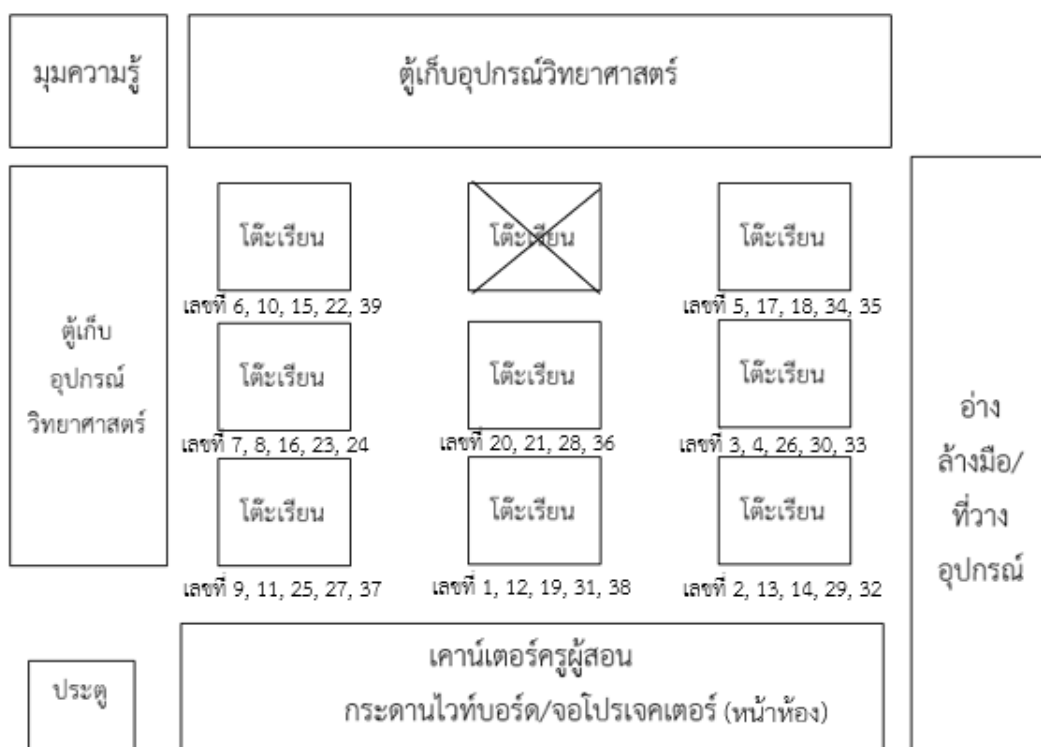 มุมความรู้
ตู้เก็บอุปกรณ์วิทยาศาสตร์
โต๊ะเรียน
โต๊ะเรียน
โต๊ะเรียน
เลขที่ 6, 10, 15, 22, 39
เลขที่ 5, 17, 18, 34, 35
ตู้เก็บ
อุปกรณ์
วิทยาศาสตร์
โต๊ะเรียน
โต๊ะเรียน
โต๊ะเรียน
เลขที่ 7, 8, 16, 23, 24
เลขที่ 20, 21, 28, 36
เลขที่ 3, 4, 26, 30, 33
โต๊ะเรียน
โต๊ะเรียน
โต๊ะเรียน
เลขที่ 9, 11, 25, 27, 37
เลขที่ 1, 12, 19, 31, 38
เลขที่ 2, 13, 14, 29, 32
อ่าง
ล้างมือ/
ที่วาง
อุปกรณ์
ประตู
เคาน์เตอร์ครูผู้สอน
กระดานไวท์บอร์ด/จอโปรเจคเตอร์ (หน้าห้อง)